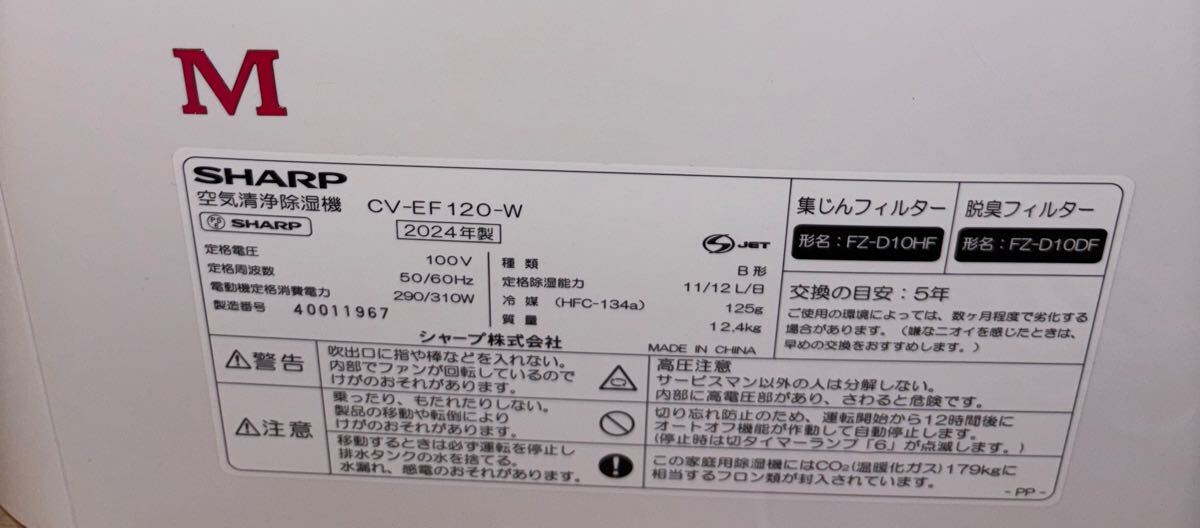 M
SHARP
空気清浄除湿機 CV-EF120-W
PS E SHARP 2024年製
定格電圧 100V
定格周波数 50/60Hz
電動機定格消費電力 290/310W
製造番号 40011967
JET
種類 B形
定格除湿能力 11/12 L/日
冷媒 (HFC-134a) 125g
質量 12.4kg
シャープ株式会社 MADE IN CHINA
集じんフィルター
形名：FZ-D10HF
脱臭フィルター
形名：FZ-D10DF
交換の目安：5年
ご使用の環境によっては、数ヶ月程度で劣化する
場合があります。（嫌なニオイを感じたときは、
早めの交換をおすすめします。）
警告
吹出口に指や棒などを入れない。
内部でファンが回転しているので
けがのおそれがあります。
高圧注意
サービスマン以外の人は分解しない。
内部に高電圧部があり、さわると危険です。
注意
乗ったり、もたれたりしない。
製品の移動や転倒により
けがのおそれがあります。
切り忘れ防止のため、運転開始から12時間後に
オートオフ機能が作動して自動停止します。
(停止時は切タイマーランプ「6」が点滅します。)
移動するときは必ず運転を停止し
排水タンクの水を捨てる。
水漏れ、感電のおそれがあります。
この家庭用除湿機にはCO₂(温暖化ガス)179kgに
相当するフロン類が封入されています。
- PP -